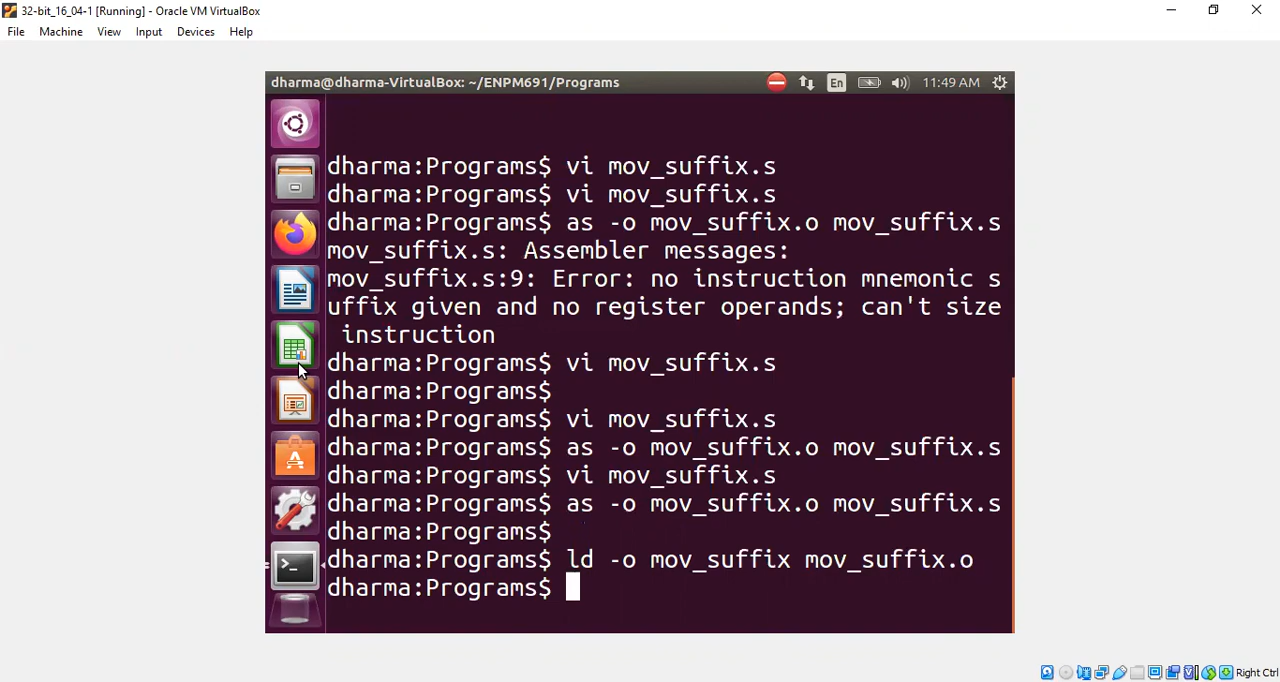 32-bit_16_04-1 [Running] - Oracle VM VirtualBox
File Machine View Input Devices Help
dharma@dharma-VirtualBox: ~/ENPM691/Programs En 11:49 AM
dharma:Programs$ vi mov_suffix.s
dharma:Programs$ vi mov_suffix.s
dharma:Programs$ as -o mov_suffix.o mov_suffix.s
mov_suffix.s: Assembler messages:
mov_suffix.s:9: Error: no instruction mnemonic s
uffix given and no register operands; can't size
 instruction
dharma:Programs$ vi mov_suffix.s
dharma:Programs$
dharma:Programs$ vi mov_suffix.s
dharma:Programs$ as -o mov_suffix.o mov_suffix.s
dharma:Programs$ vi mov_suffix.s
dharma:Programs$ as -o mov_suffix.o mov_suffix.s
dharma:Programs$
dharma:Programs$ ld -o mov_suffix mov_suffix.o
dharma:Programs$
Right Ctrl